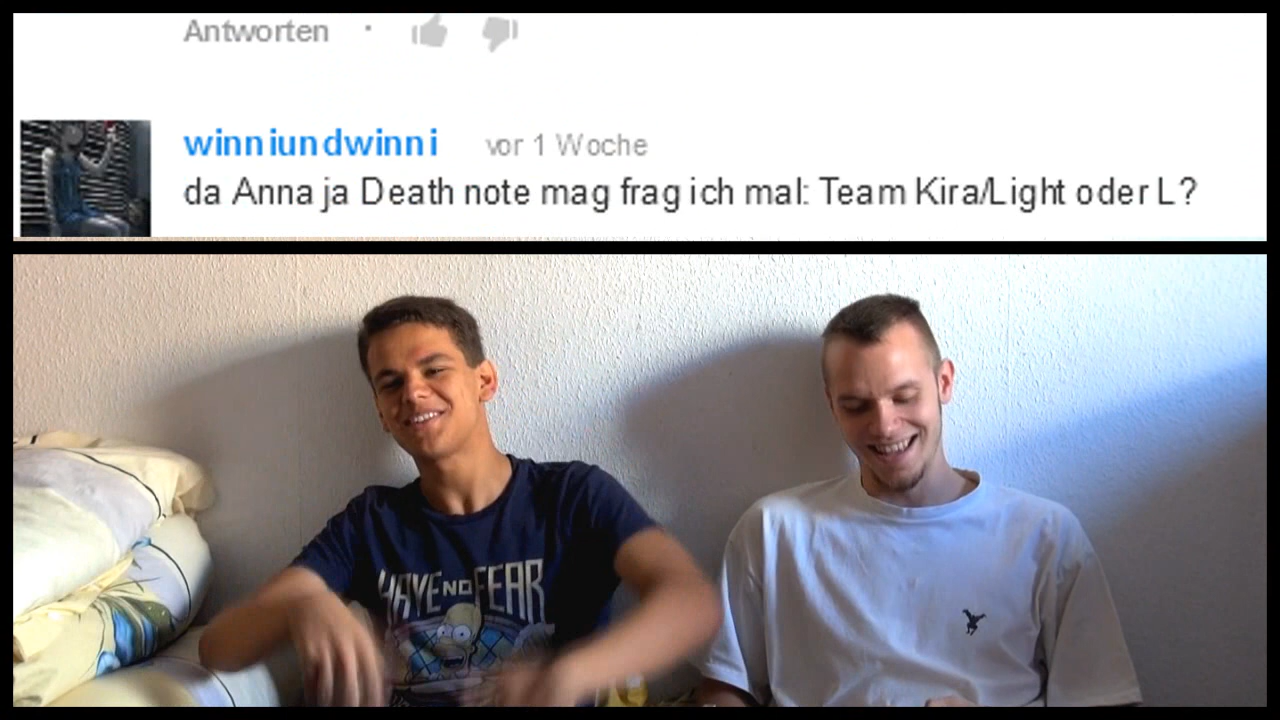 Antworten ·
winniundwinni vor 1 Woche
da Anna ja Death note mag frag ich mal: Team Kira/Light oder L?
HAVE NO FEAR